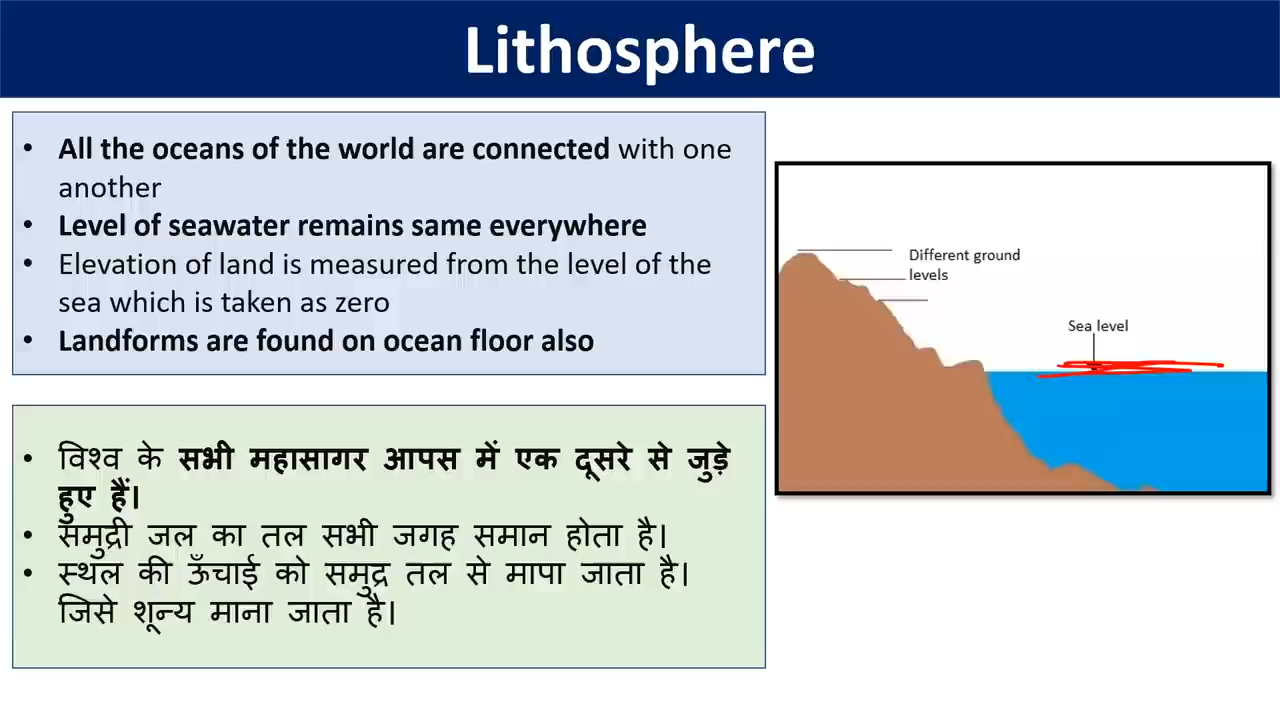 Lithosphere
• All the oceans of the world are connected with one
another
• Level of seawater remains same everywhere
• Elevation of land is measured from the level of the
sea which is taken as zero
• Landforms are found on ocean floor also
• विश्व के सभी महासागर आपस में एक दूसरे से जुड़े
हुए हैं।
• समुद्री जल का तल सभी जगह समान होता है।
• स्थल की ऊँचाई को समुद्र तल से मापा जाता है।
जिसे शून्य माना जाता है।
Different ground
levels
Sea level